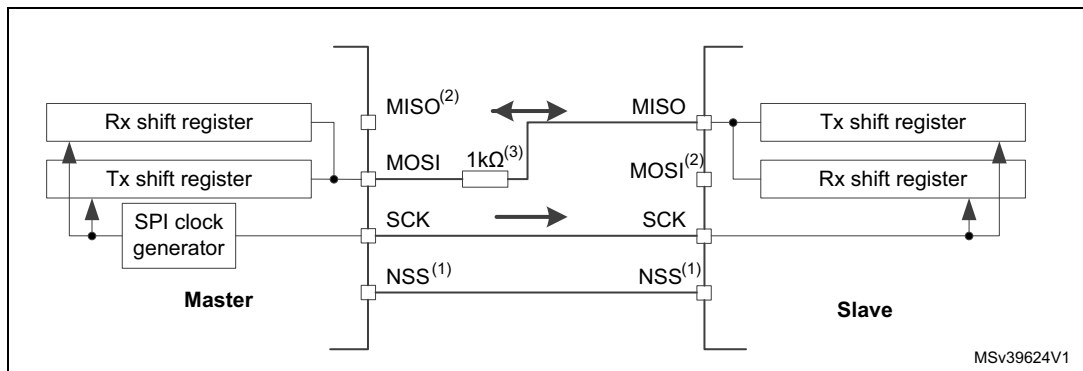 MISO(2)
MISO
Rx shift register
Tx shift register
MOSI
1kΩ(3)
MOSI(2)
Tx shift register
Rx shift register
SPI clock
generator
SCK
SCK
NSS(1)
NSS(1)
Master
Slave
MSv39624V1